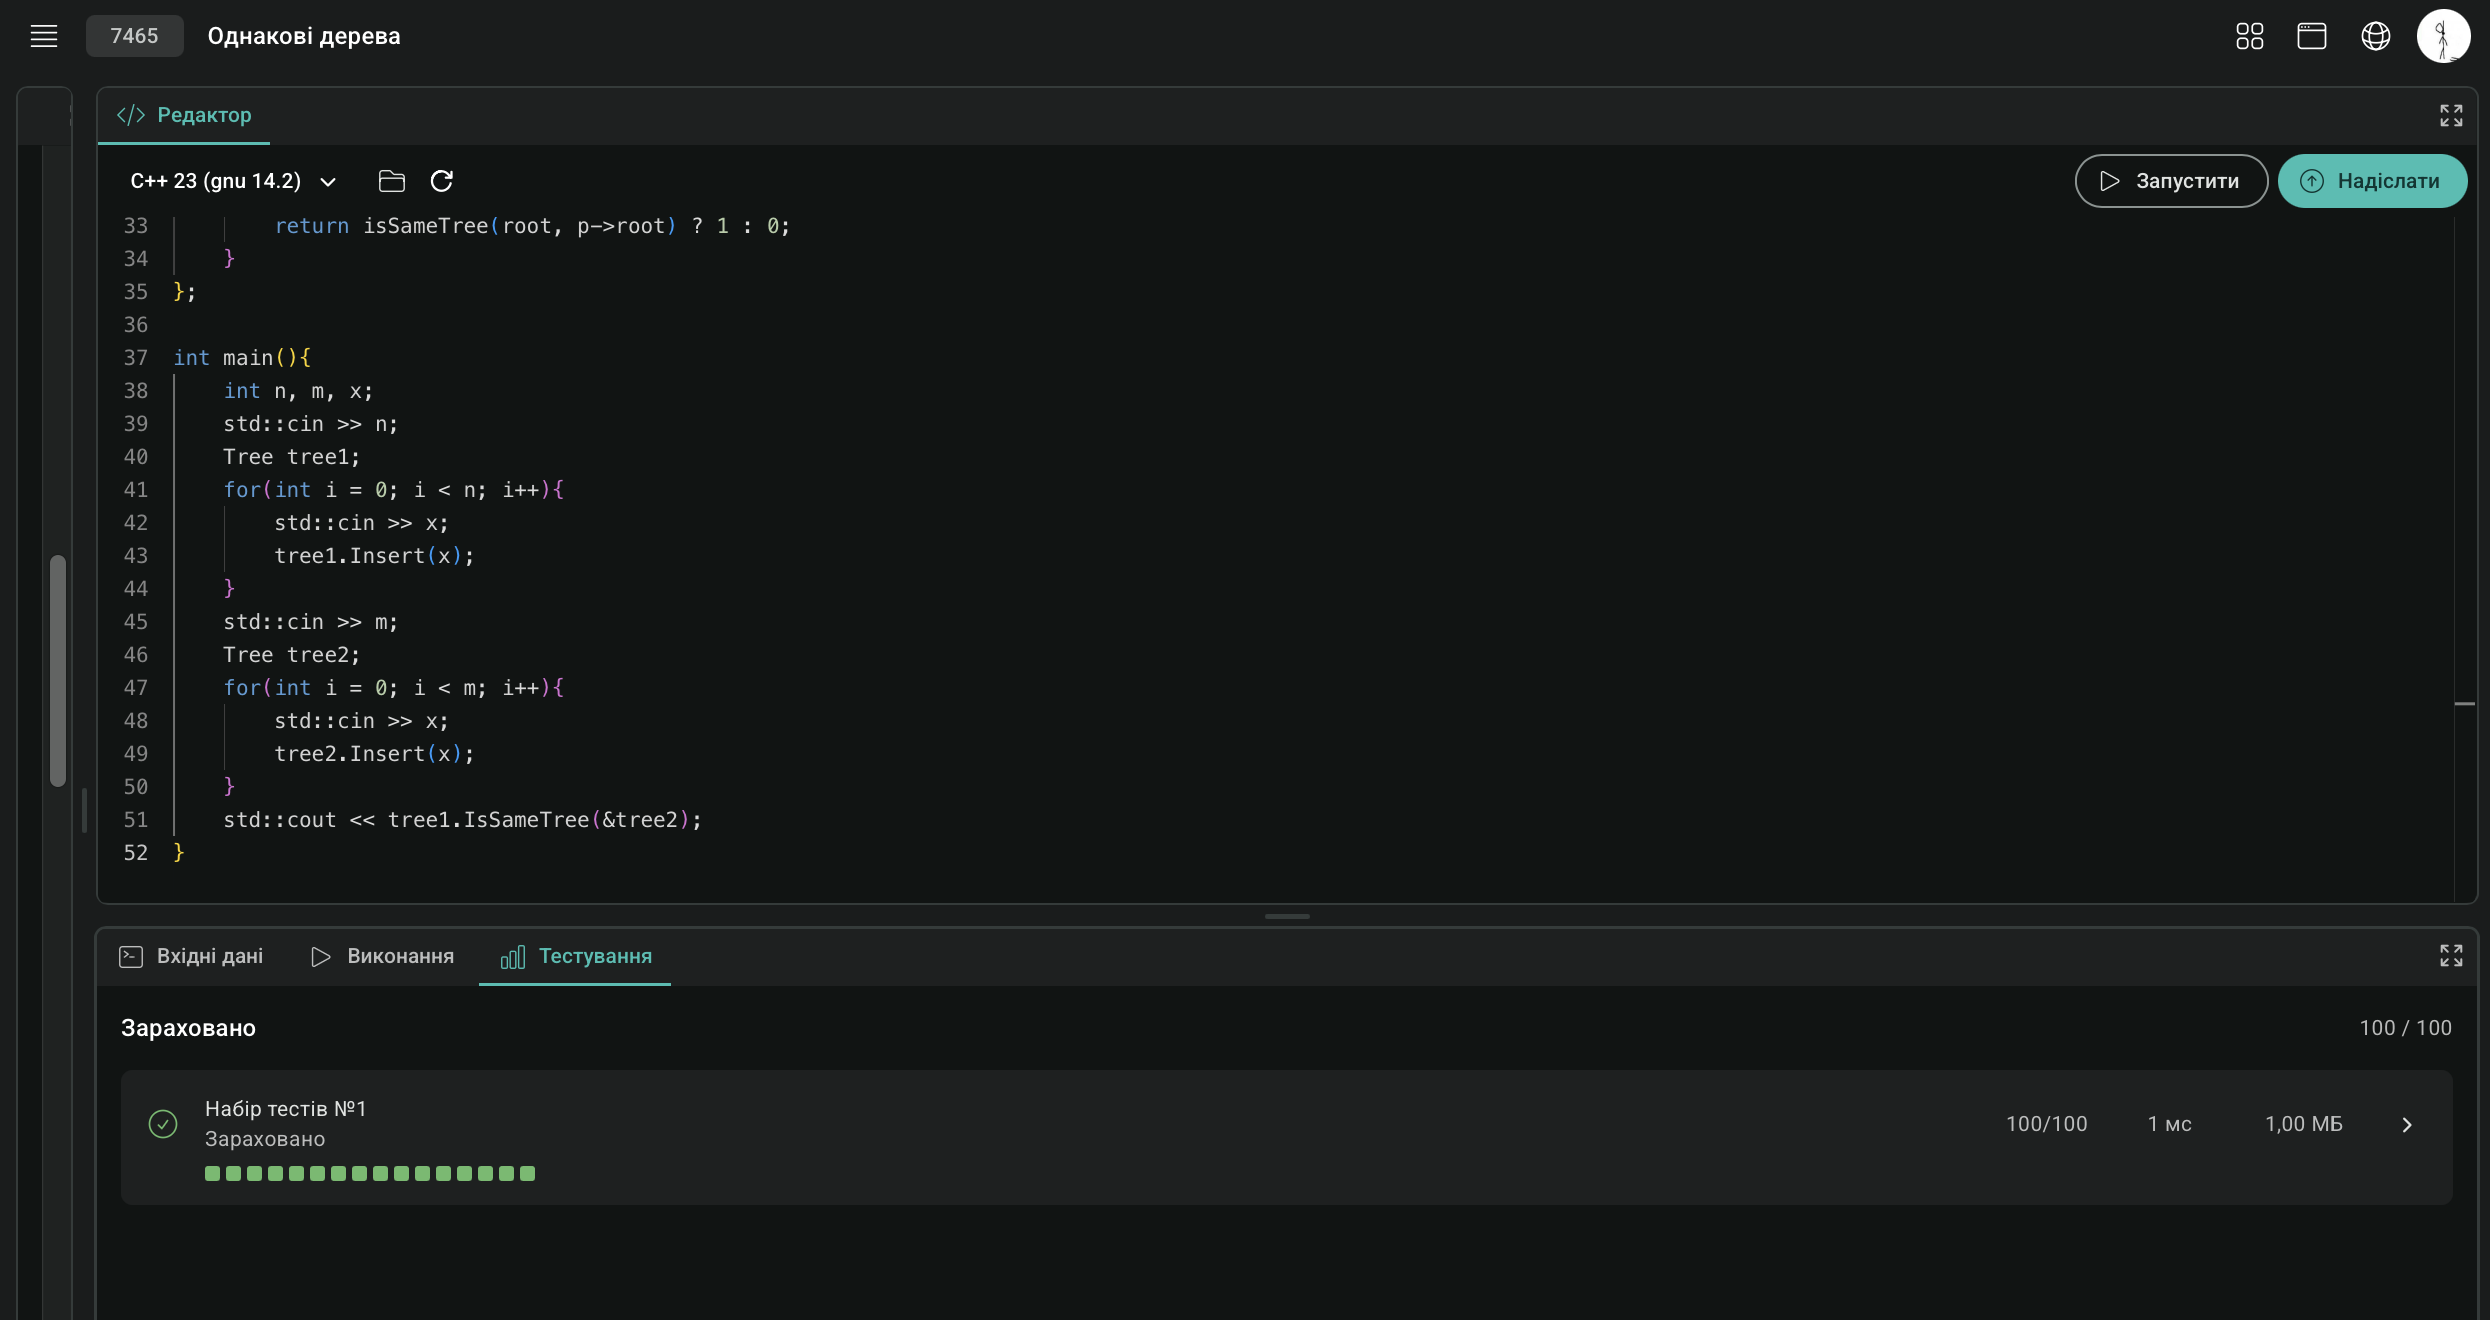 7465 Однакові дерева
Редактор
C++ 23 (gnu 14.2) Запустити Надіслати
33 return isSameTree(root, p->root) ? 1 : 0;
34 }
35 };
36
37 int main(){
38 int n, m, x;
39 std::cin >> n;
40 Tree tree1;
41 for(int i = 0; i < n; i++){
42 std::cin >> x;
43 tree1.Insert(x);
44 }
45 std::cin >> m;
46 Tree tree2;
47 for(int i = 0; i < m; i++){
48 std::cin >> x;
49 tree2.Insert(x);
50 }
51 std::cout << tree1.IsSameTree(&tree2);
52 }
Вхідні дані Виконання Тестування
Зараховано 100 / 100
Набір тестів №1
Зараховано 100/100 1 мс 1,00 МБ